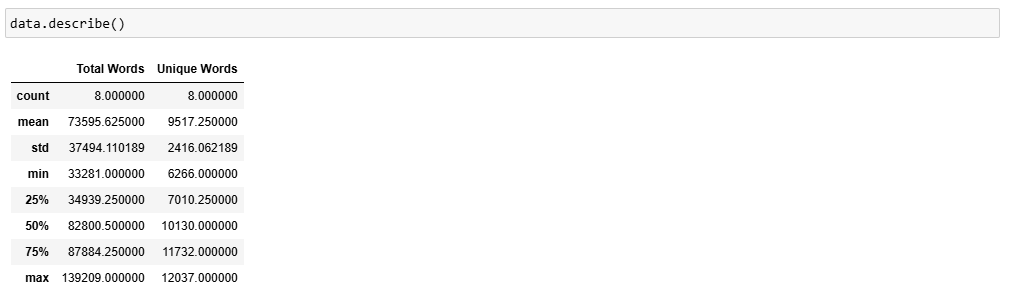 data.describe()
Total Words Unique Words
count 8.000000 8.000000
mean 73595.625000 9517.250000
std 37494.110189 2416.062189
min 33281.000000 6266.000000
25% 34939.250000 7010.250000
50% 82800.500000 10130.000000
75% 87884.250000 11732.000000
max 139209.000000 12037.000000